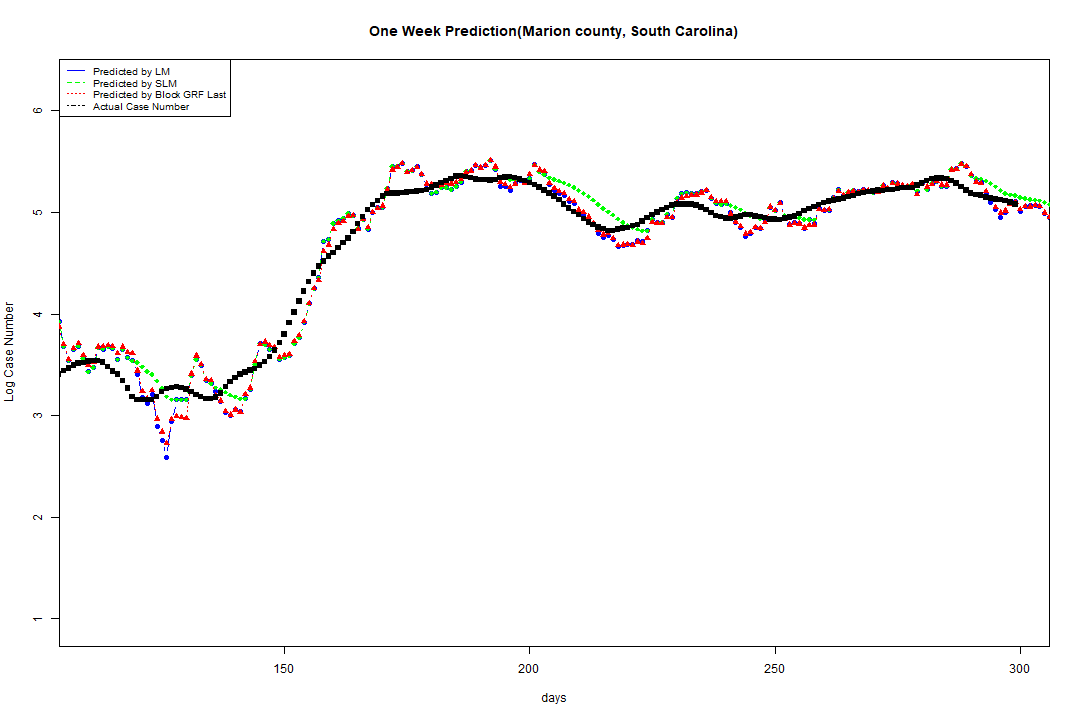 One Week Prediction(Marion county, South Carolina)
Predicted by LM
Predicted by SLM
Predicted by Block GRF Last
Actual Case Number
6
5
4
3
2
1
Log Case Number
150 200 250 300
days